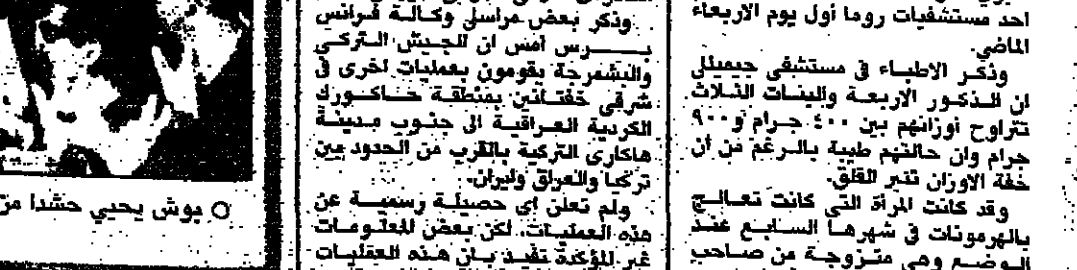 احد مستشفيات روما أول يوم الاربعاء
الماضي.
وذكر الاطباء في مستشفى جيميللي
ان الذكور الاربعة والبنات الثلاث
تتراوح أوزانهم بين ٤٠٠ جرام و٩٠٠
جرام وان حالتهم طيبة بالرغم من أن
خفة الاوزان تثير القلق.
وقد كانت المرأة التي كانت تعالج
بالهرمونات في شهرها السابع عند
الوضع وهي متزوجة من صاحب
وذكر بعض مراسلي وكالة فرانس
برس أمس ان الجيش التركي
والبشمرجة يقومون بعمليات اخرى في
شرقي خفتانين بمنطقة حاكورك
الكردية العراقية الى جنوب مدينة
هاكاري التركية بالقرب من الحدود بين
تركيا والعراق وايران.
ولم تعلن اي حصيلة رسمية عن
هذه العمليات. لكن بعض المعلومات
غير المؤكدة تفيد بان هذه العمليات
بوش يحيي حشدا